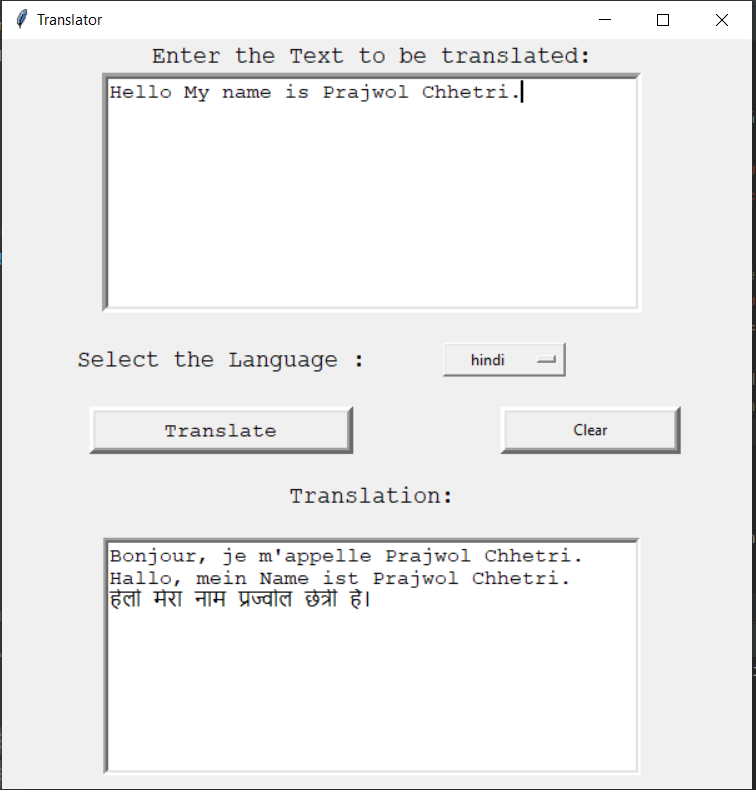 Translator
Enter the Text to be translated:
Hello My name is Prajwol Chhetri.
Select the Language :
hindi
Translate
Clear
Translation:
Bonjour, je m'appelle Prajwol Chhetri.
Hallo, mein Name ist Prajwol Chhetri.
हेलो मेरा नाम प्रज्वोल छेत्री है।